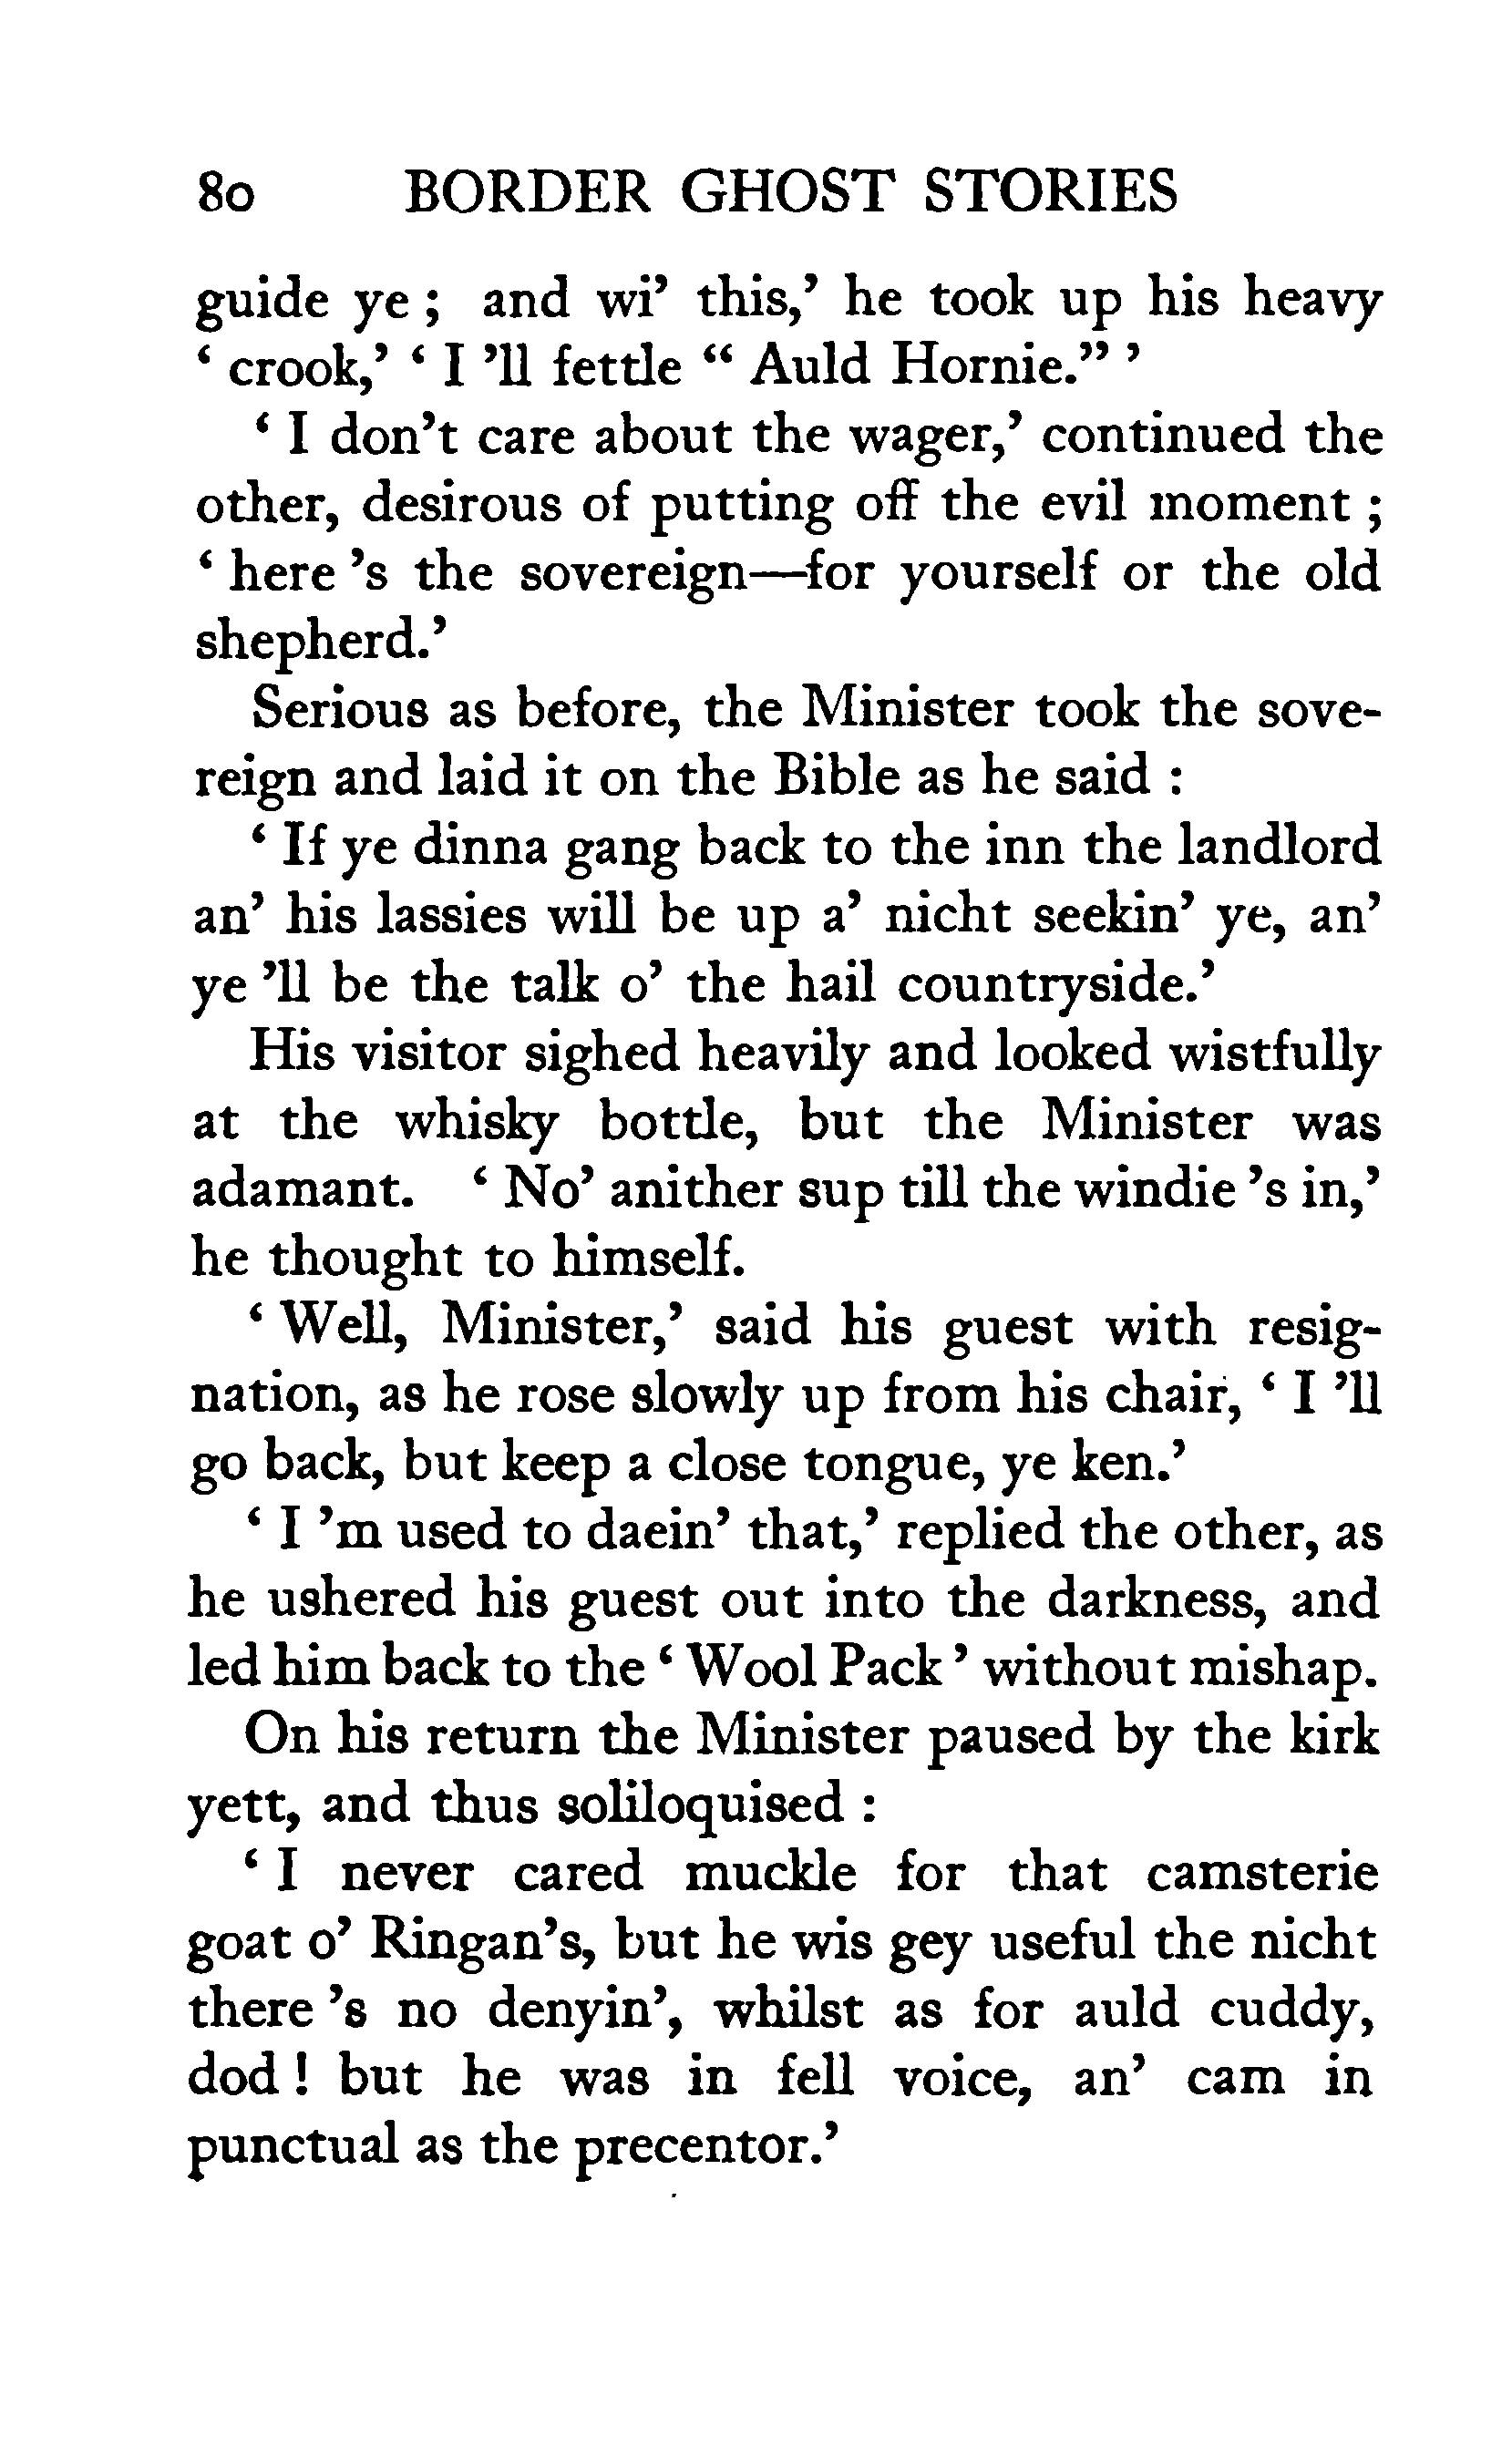 80 BORDER GHOST STORIES
guide ye ; and wi’ this,’ he took up his heavy
‘ crook,’ ‘ I ’ll fettle “ Auld Hornie.” ’
‘ I don’t care about the wager,’ continued the
other, desirous of putting off the evil moment ;
‘ here ’s the sovereign—for yourself or the old
shepherd.’
Serious as before, the Minister took the sove-
reign and laid it on the Bible as he said :
‘ If ye dinna gang back to the inn the landlord
an’ his lassies will be up a’ nicht seekin’ ye, an’
ye ’ll be the talk o’ the hail countryside.’
His visitor sighed heavily and looked wistfully
at the whisky bottle, but the Minister was
adamant. ‘ No’ anither sup till the windie ’s in,’
he thought to himself.
‘ Well, Minister,’ said his guest with resig-
nation, as he rose slowly up from his chair, ‘ I ’ll
go back, but keep a close tongue, ye ken.’
‘ I ’m used to daein’ that,’ replied the other, as
he ushered his guest out into the darkness, and
led him back to the ‘ Wool Pack ’ without mishap.
On his return the Minister paused by the kirk
yett, and thus soliloquised :
‘ I never cared muckle for that camsterie
goat o’ Ringan’s, but he wis gey useful the nicht
there ’s no denyin’, whilst as for auld cuddy,
dod ! but he was in fell voice, an’ cam in
punctual as the precentor.’